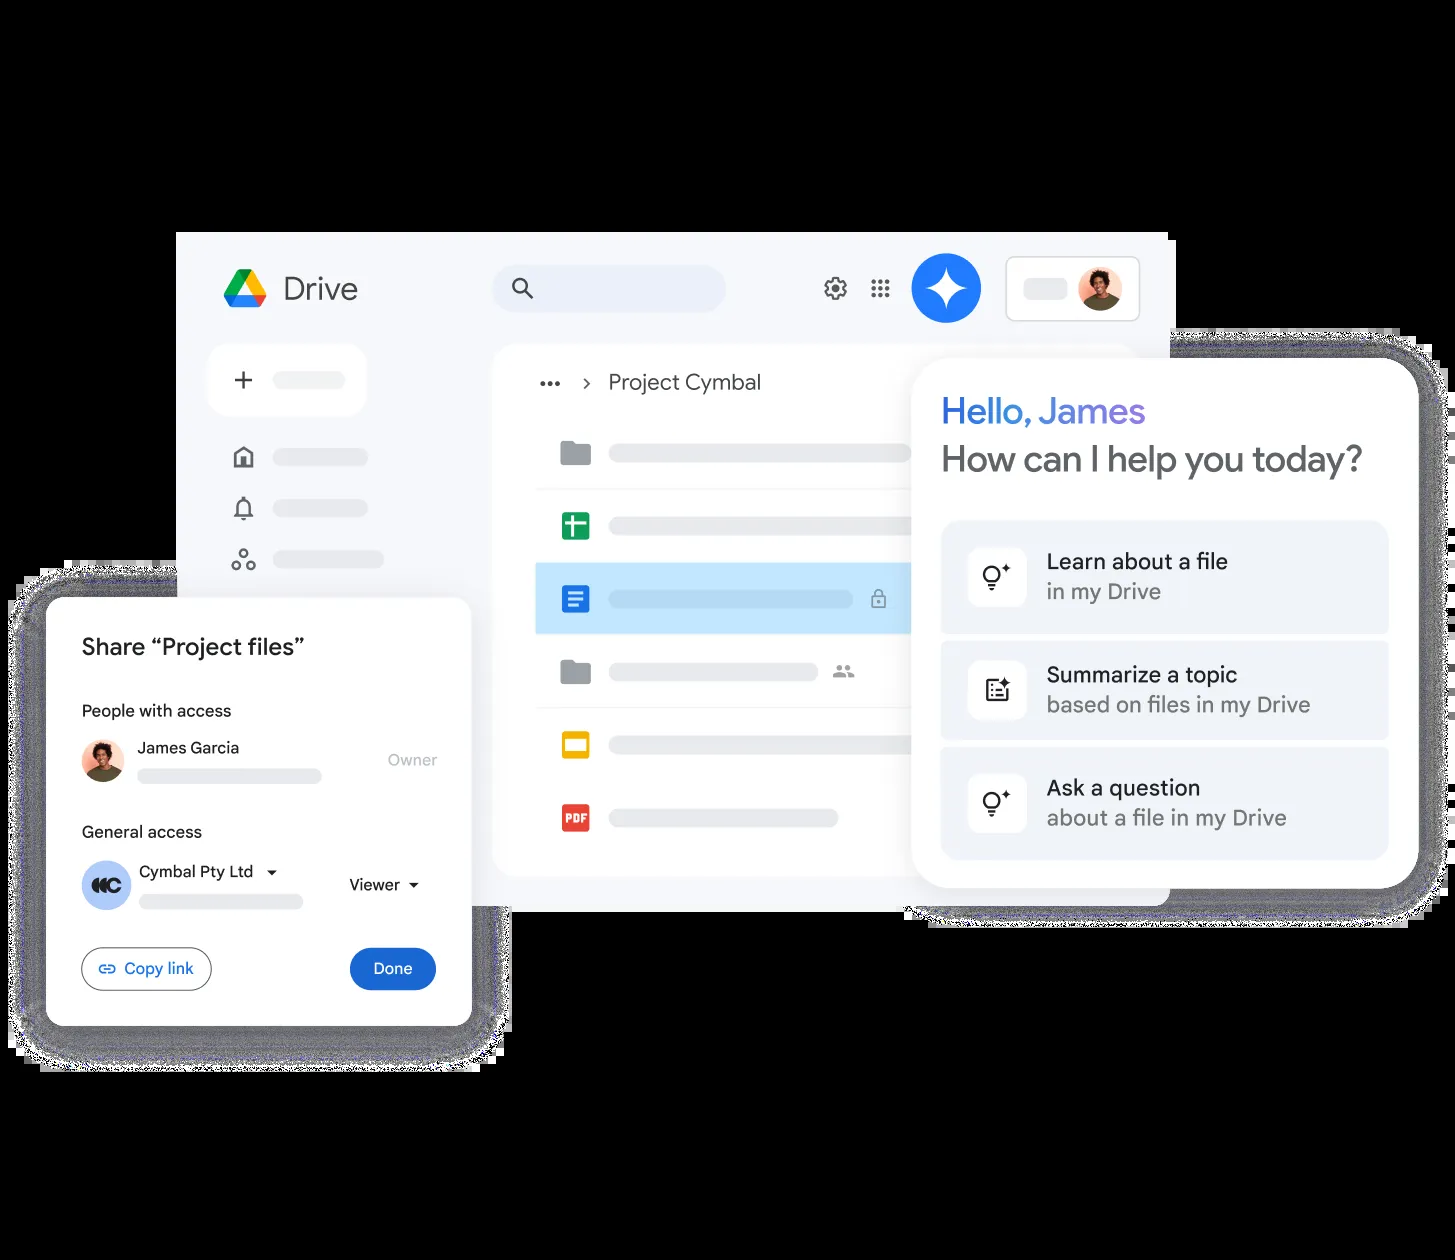 Drive
Project Cymbal
Hello, James
How can I help you today?
Learn about a file
in my Drive
Summarize a topic
based on files in my Drive
Ask a question
about a file in my Drive
PDF
Share “Project files”
People with access
James Garcia
Owner
General access
Cymbal Pty Ltd
Viewer
Copy link
Done